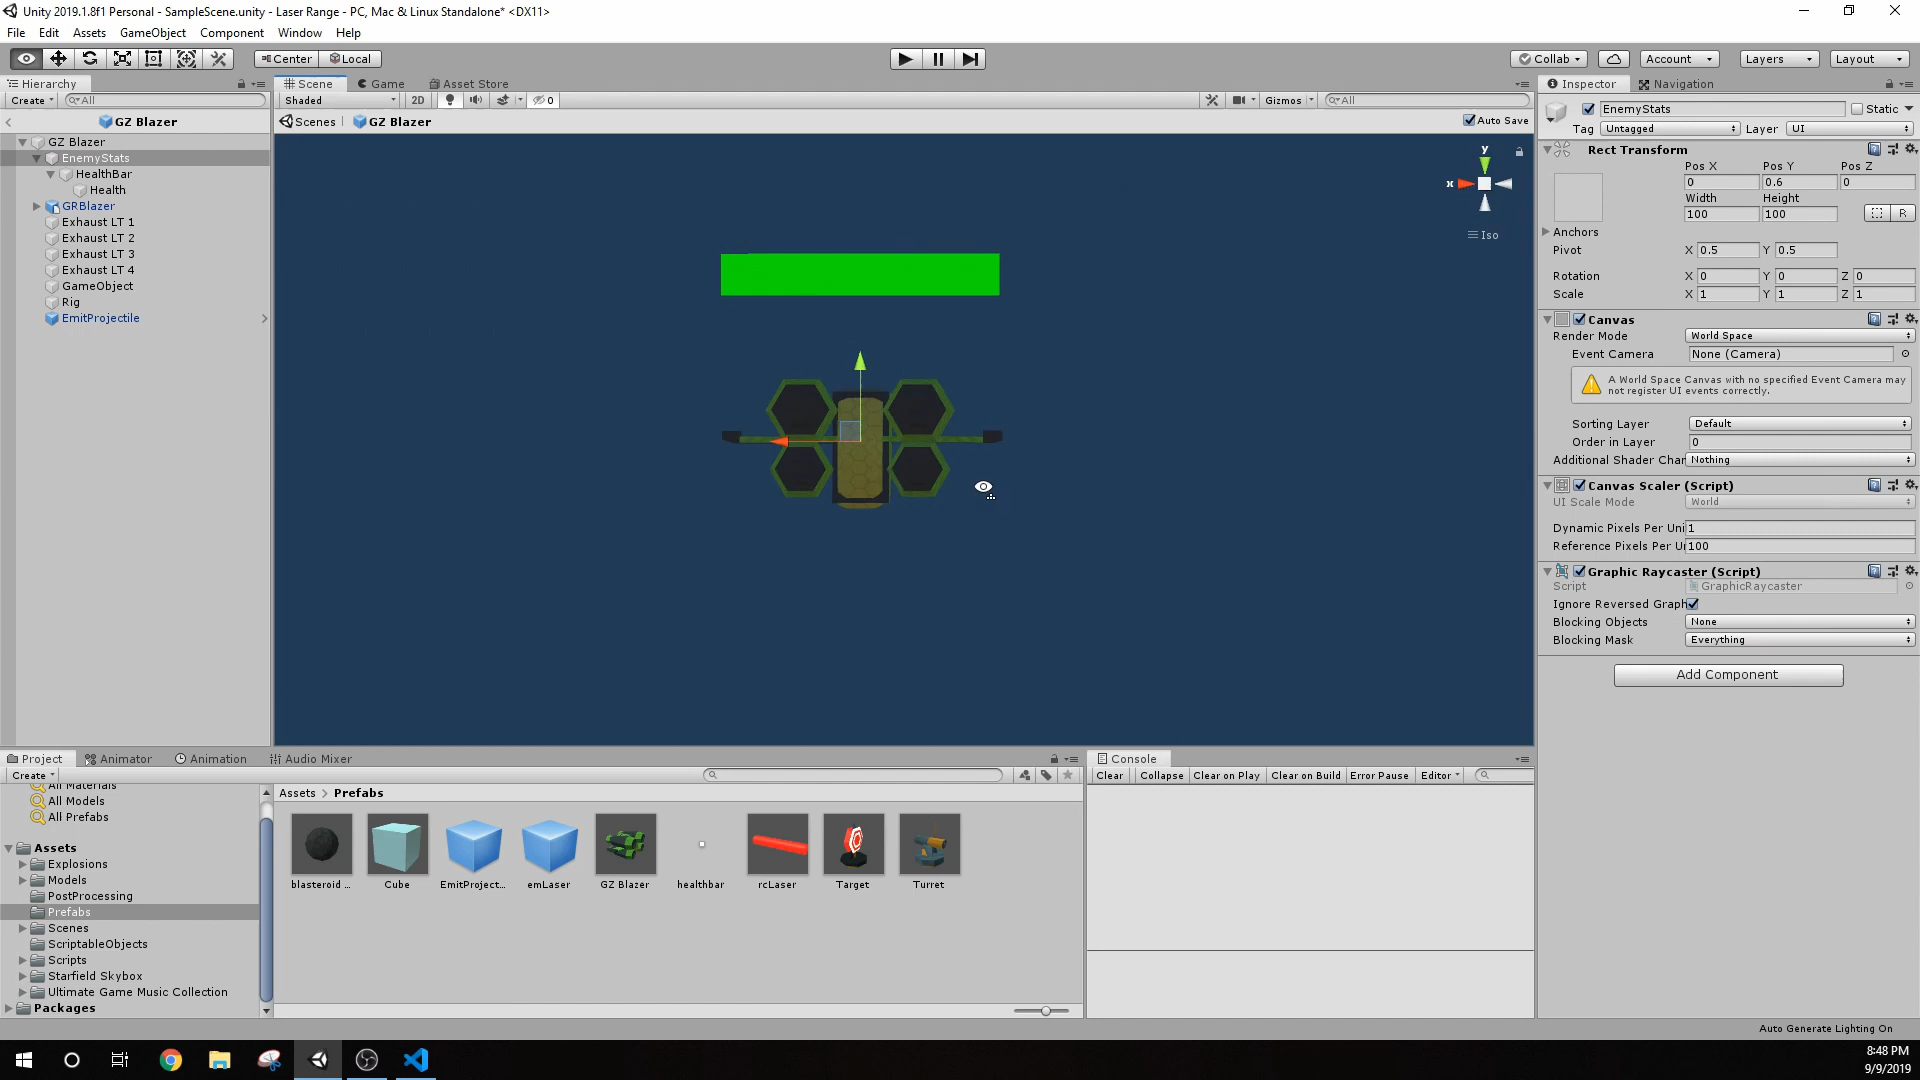 Unity 2019.1.8f1 Personal - SampleScene.unity - Laser Range - PC, Mac & Linux Standalone* <DX11>
File Edit Assets GameObject Component Window Help
Center Local
Collab Account Layers Layout
Hierarchy
Scene Game Asset Store
Inspector Navigation
Create All
Shaded 2D 0 Gizmos All
GZ Blazer
Scenes GZ Blazer Auto Save
GZ Blazer
EnemyStats
HealthBar
Health
GRBlazer
Exhaust LT 1
Exhaust LT 2
Exhaust LT 3
Exhaust LT 4
GameObject
Rig
EmitProjectile
y
x
Iso
EnemyStats Static
Tag Untagged Layer UI
Rect Transform
Pos X Pos Y Pos Z
0 0.6 0
Width Height
100 100 R
Anchors
Pivot X 0.5 Y 0.5
Rotation X 0 Y 0 Z 0
Scale X 1 Y 1 Z 1
Canvas
Render Mode World Space
Event Camera None (Camera)
A World Space Canvas with no specified Event Camera may
not register UI events correctly.
Sorting Layer Default
Order in Layer 0
Additional Shader Char Nothing
Canvas Scaler (Script)
UI Scale Mode World
Dynamic Pixels Per Uni 1
Reference Pixels Per U 100
Graphic Raycaster (Script)
Script GraphicRaycaster
Ignore Reversed Graph
Blocking Objects None
Blocking Mask Everything
Add Component
Project Animator Animation Audio Mixer
Create
All Materials
All Models
All Prefabs
Assets
Explosions
Models
PostProcessing
Prefabs
Scenes
ScriptableObjects
Scripts
Starfield Skybox
Ultimate Game Music Collection
Packages
Assets > Prefabs
blasteroid ... Cube EmitProject... emLaser GZ Blazer healthbar rcLaser Target Turret
Console
Clear Collapse Clear on Play Clear on Build Error Pause Editor
Auto Generate Lighting On
8:48 PM
9/9/2019